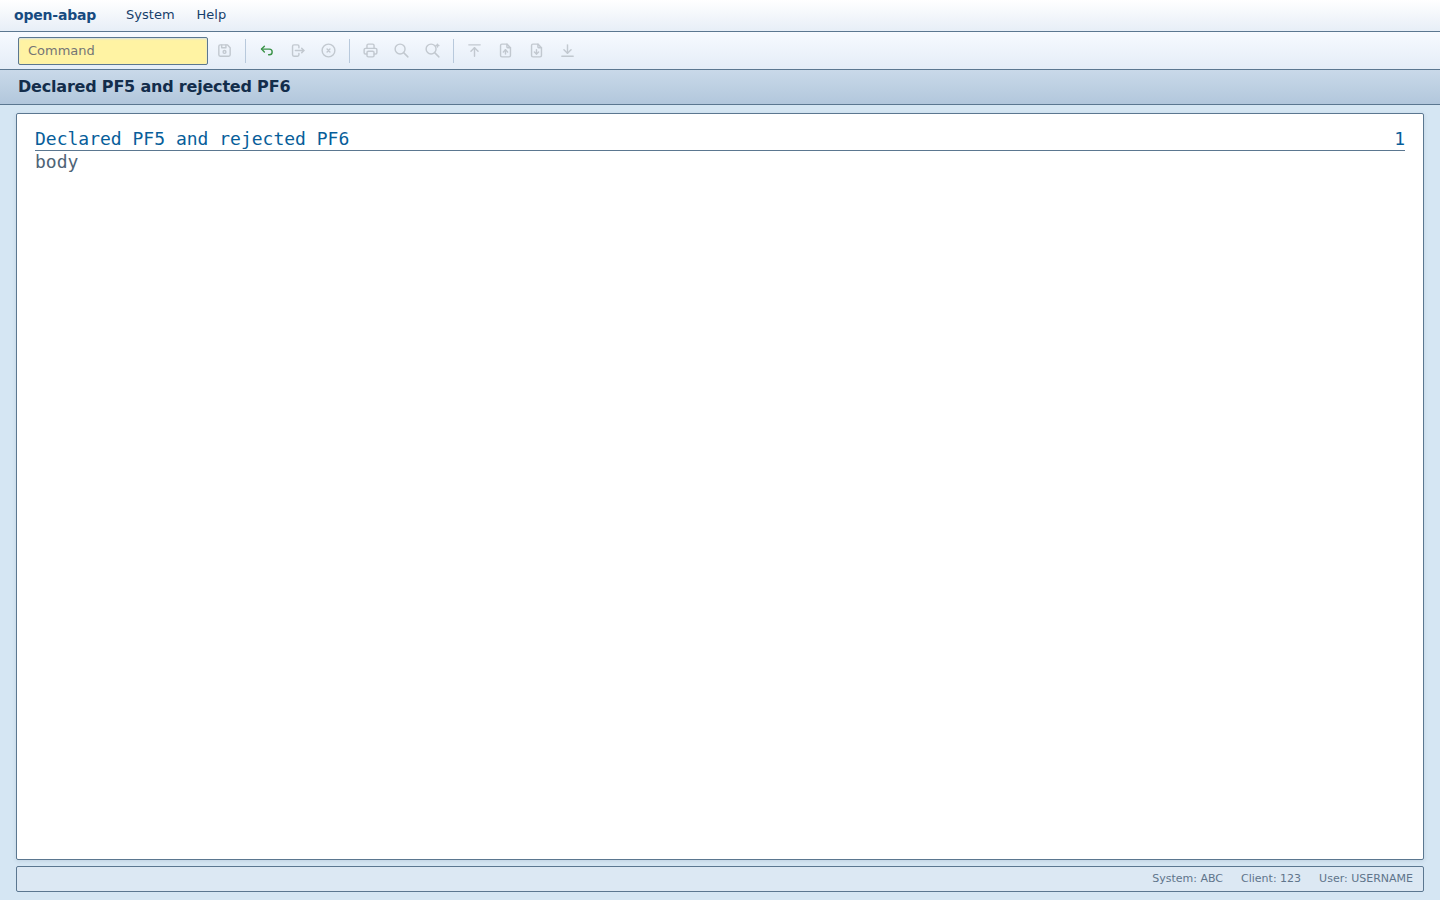 open-abap System Help
Command
Declared PF5 and rejected PF6
Declared PF5 and rejected PF6 1
body
System: ABC Client: 123 User: USERNAME